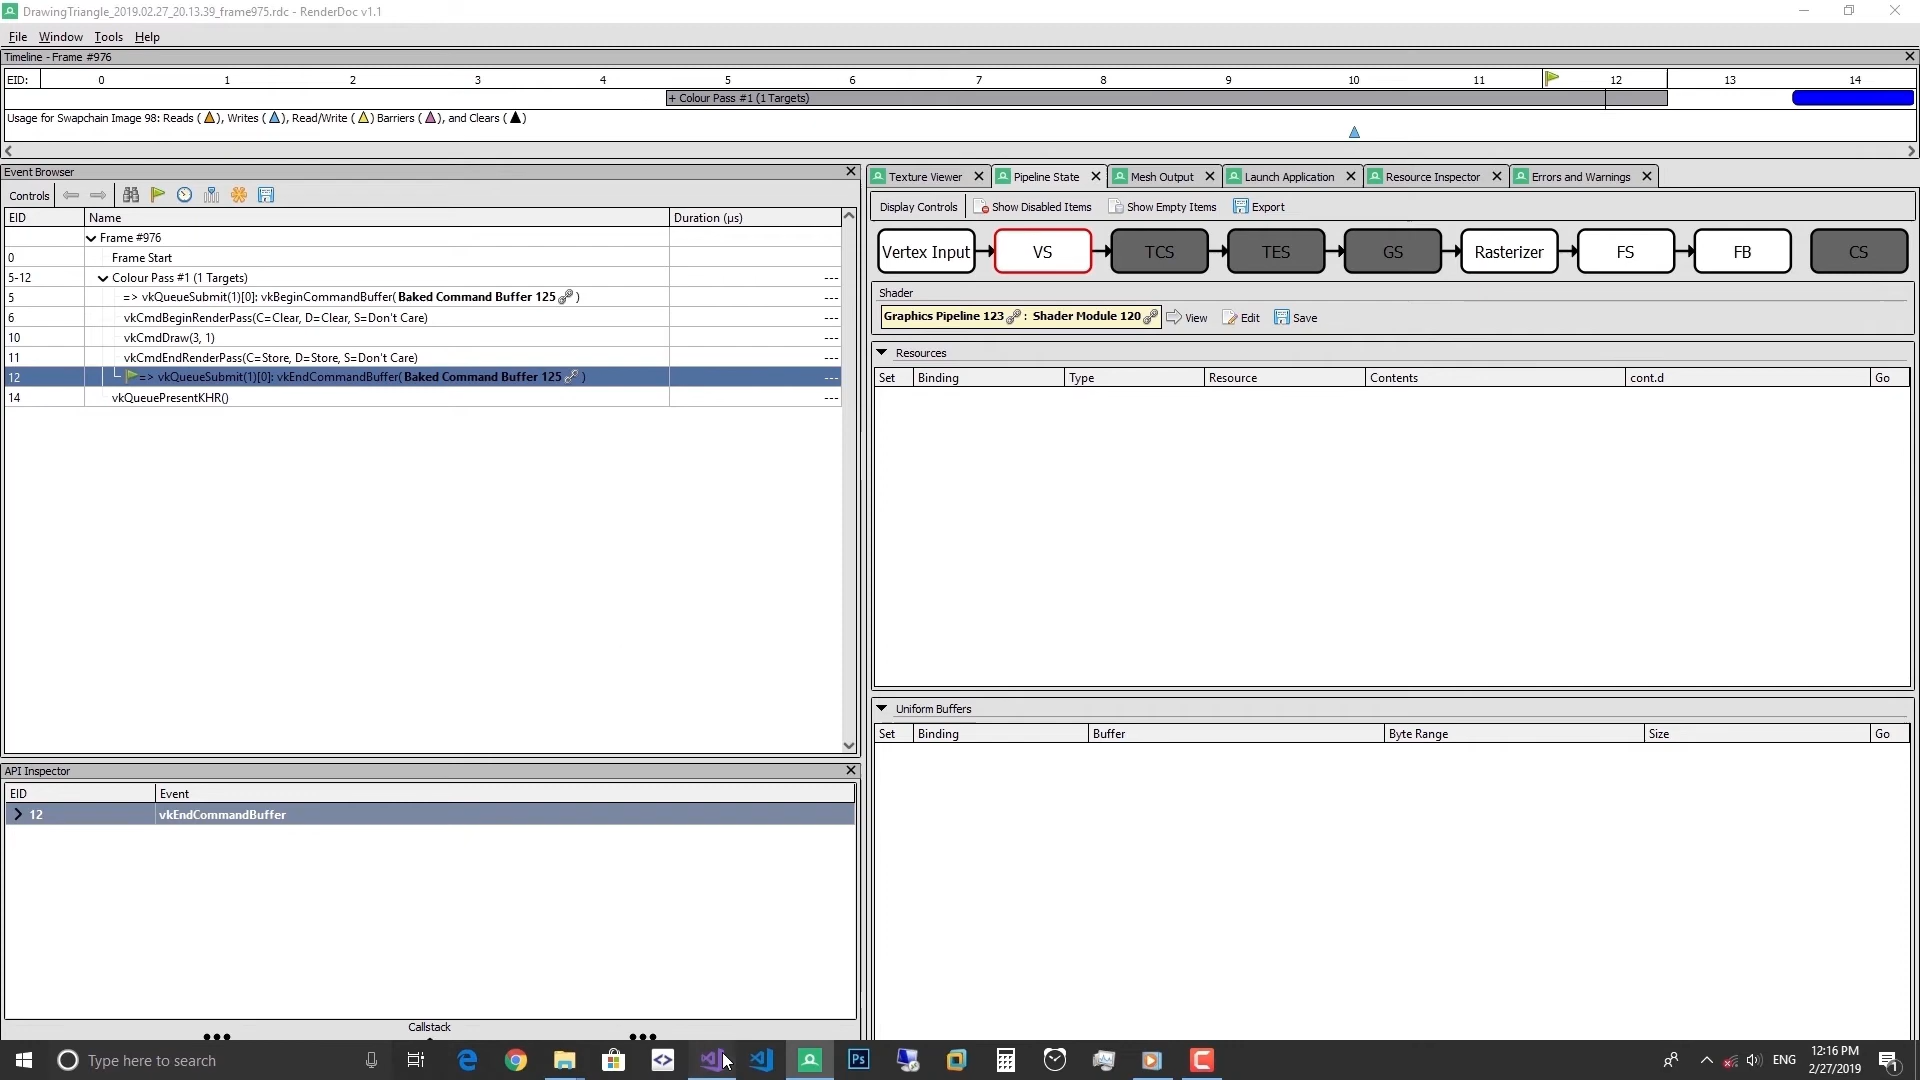 DrawingTriangle_2019.02.27_20.13.39_frame975.rdc - RenderDoc v1.1
File Window Tools Help
Timeline - Frame #976
EID: 0 1 2 3 4 5 6 7 8 9 10 11 12 13 14
+ Colour Pass #1 (1 Targets)
Usage for Swapchain Image 98: Reads ( ), Writes ( ), Read/Write ( ) Barriers ( ), and Clears ( )
Event Browser
Controls
EID Name Duration (µs)
Frame #976
0 Frame Start
5-12 Colour Pass #1 (1 Targets) ---
5 => vkQueueSubmit(1)[0]: vkBeginCommandBuffer( Baked Command Buffer 125 ) ---
6 vkCmdBeginRenderPass(C=Clear, D=Clear, S=Don't Care) ---
10 vkCmdDraw(3, 1) ---
11 vkCmdEndRenderPass(C=Store, D=Store, S=Don't Care) ---
12 => vkQueueSubmit(1)[0]: vkEndCommandBuffer( Baked Command Buffer 125 ) ---
14 vkQueuePresentKHR() ---
API Inspector
EID Event
12 vkEndCommandBuffer
Callstack
Texture Viewer Pipeline State Mesh Output Launch Application Resource Inspector Errors and Warnings
Display Controls Show Disabled Items Show Empty Items Export
Vertex Input VS TCS TES GS Rasterizer FS FB CS
Shader
Graphics Pipeline 123 : Shader Module 120 View Edit Save
Resources
Set Binding Type Resource Contents cont.d Go
Uniform Buffers
Set Binding Buffer Byte Range Size Go
Type here to search
Ps
ENG
12:16 PM
2/27/2019
1